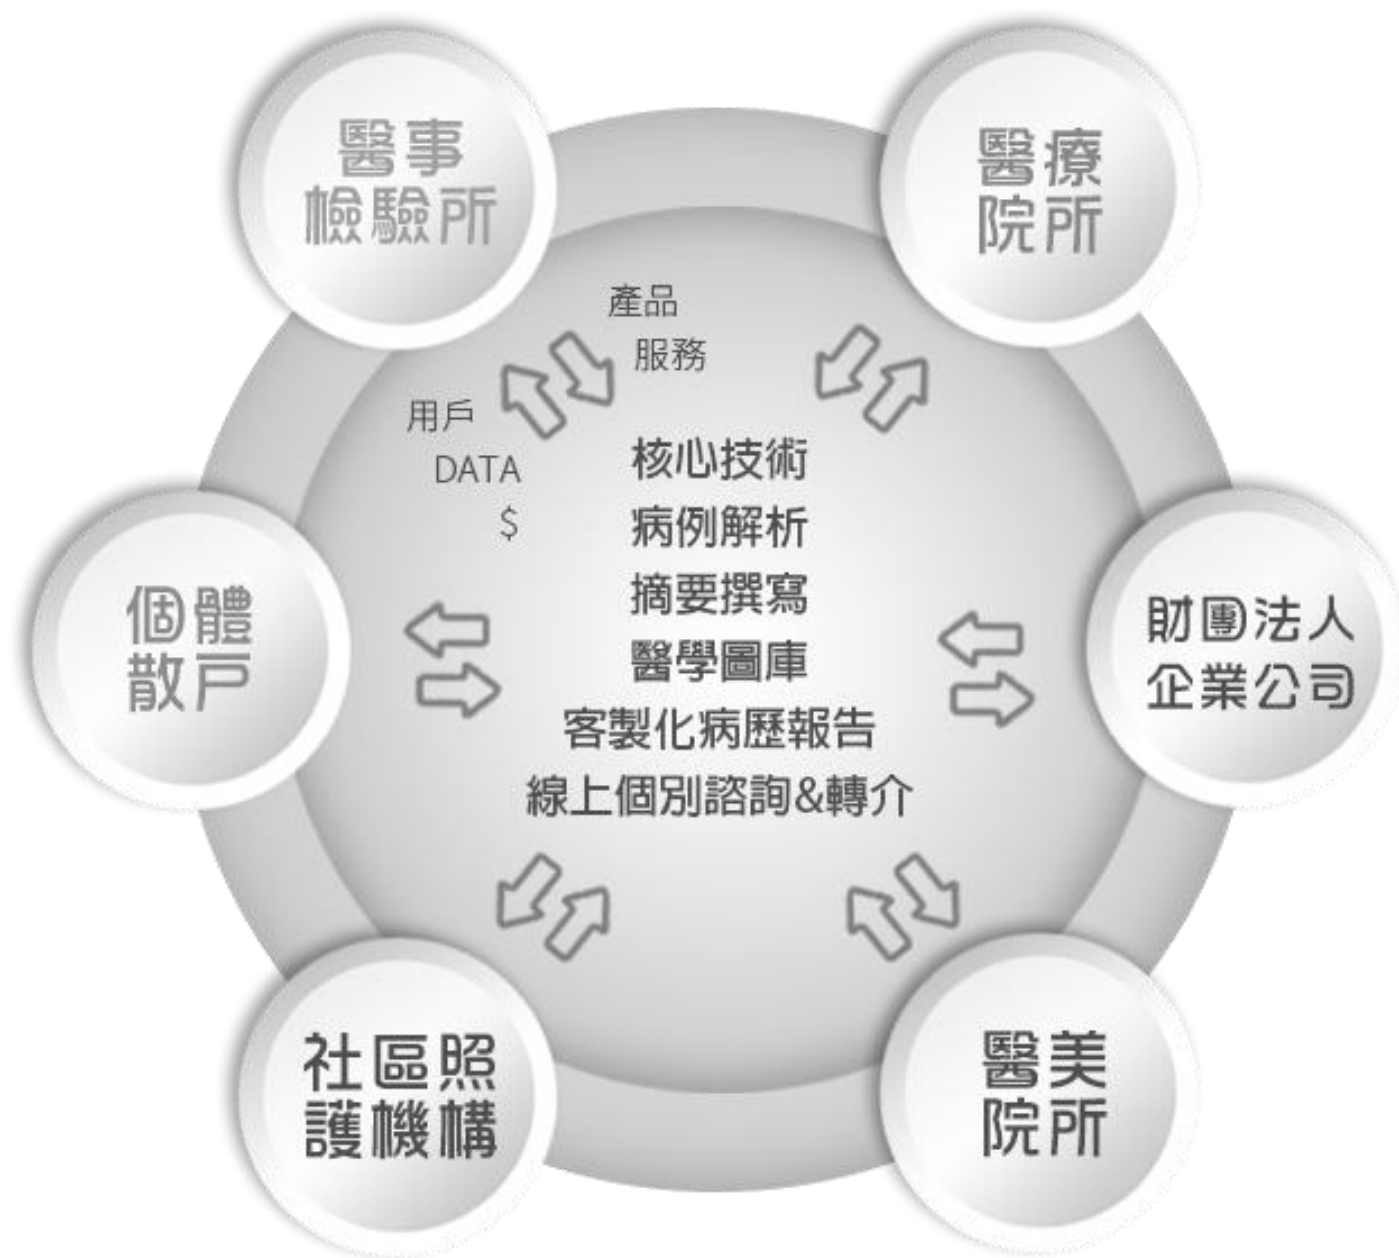 醫事
檢驗所
醫療
院所
產品
服務
用戶
DATA
$
核心技術
病例解析
摘要撰寫
醫學圖庫
客製化病歷報告
線上個別諮詢&轉介
個體
散戶
財團法人
企業公司
社區照
護機構
醫美
院所